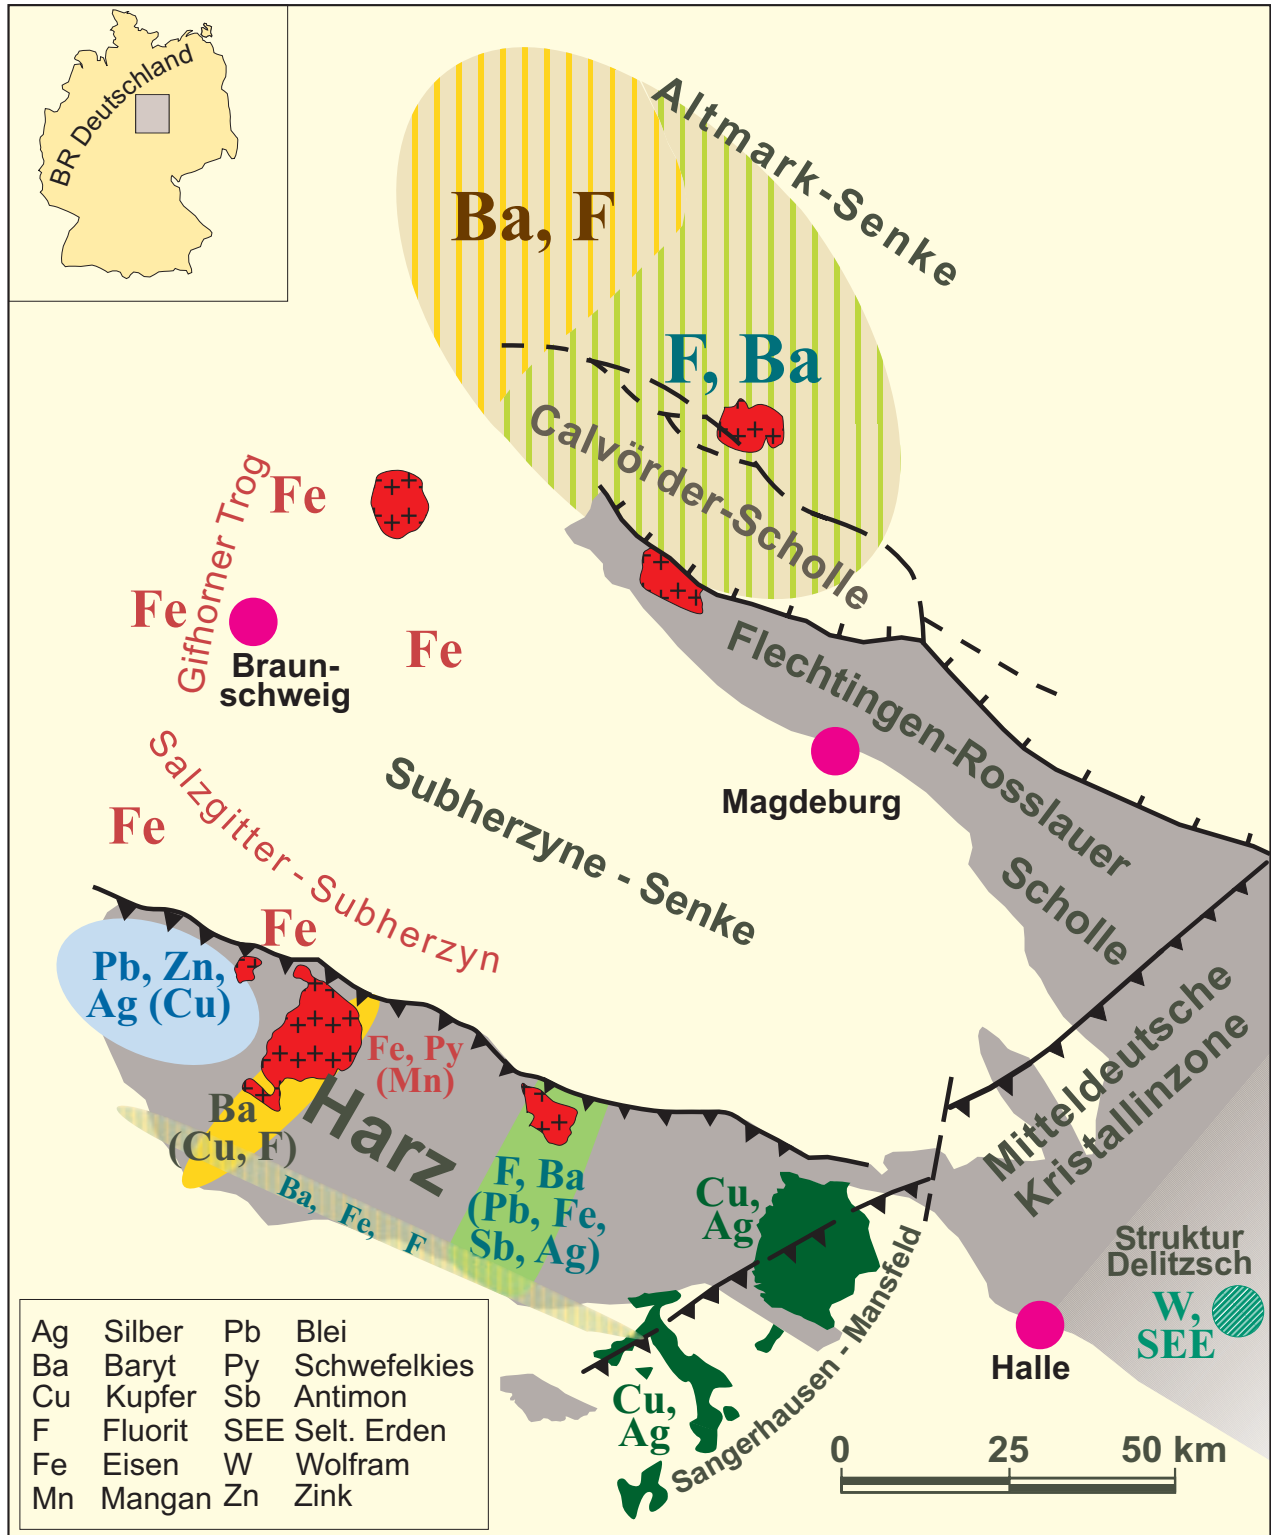 BR Deutschland
Altmark-Senke
Ba, F
F, Ba
Calvörder-Scholle
Gifhorner Trog
Fe
Fe
Fe
Braun-
schweig
Flechtingen-Rosslauer
Scholle
Magdeburg
Salzgitter - Subherzyn
Subherzyne - Senke
Fe
Fe
Pb, Zn,
Ag (Cu)
Fe, Py
(Mn)
Ba
(Cu, F)
Harz
Ba, Fe, F
F, Ba
(Pb, Fe,
Sb, Ag)
Cu,
Ag
Mitteldeutsche
Kristallinzone
Struktur
Delitzsch
W,
SEE
Halle
Cu,
Ag
Sangerhausen - Mansfeld
Ag Silber Pb Blei
Ba Baryt Py Schwefelkies
Cu Kupfer Sb Antimon
F Fluorit SEE Selt. Erden
Fe Eisen W Wolfram
Mn Mangan Zn Zink
0 25 50 km